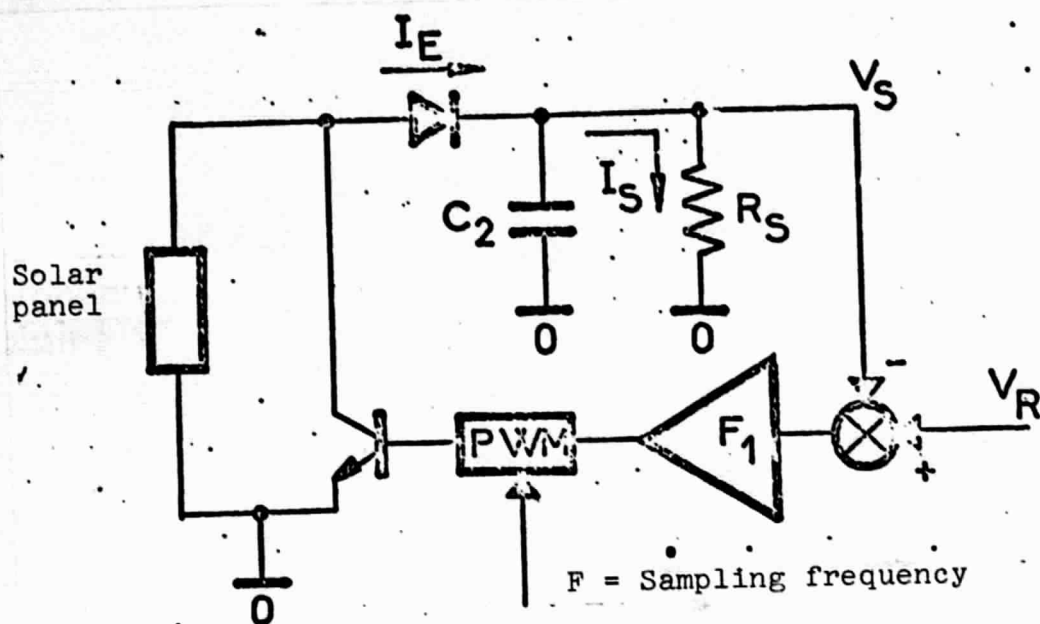 I_E
V_S
C_2
I_S
R_S
Solar
panel
0
0
V_R
-
PWM
F_1
+
F = Sampling frequency
0